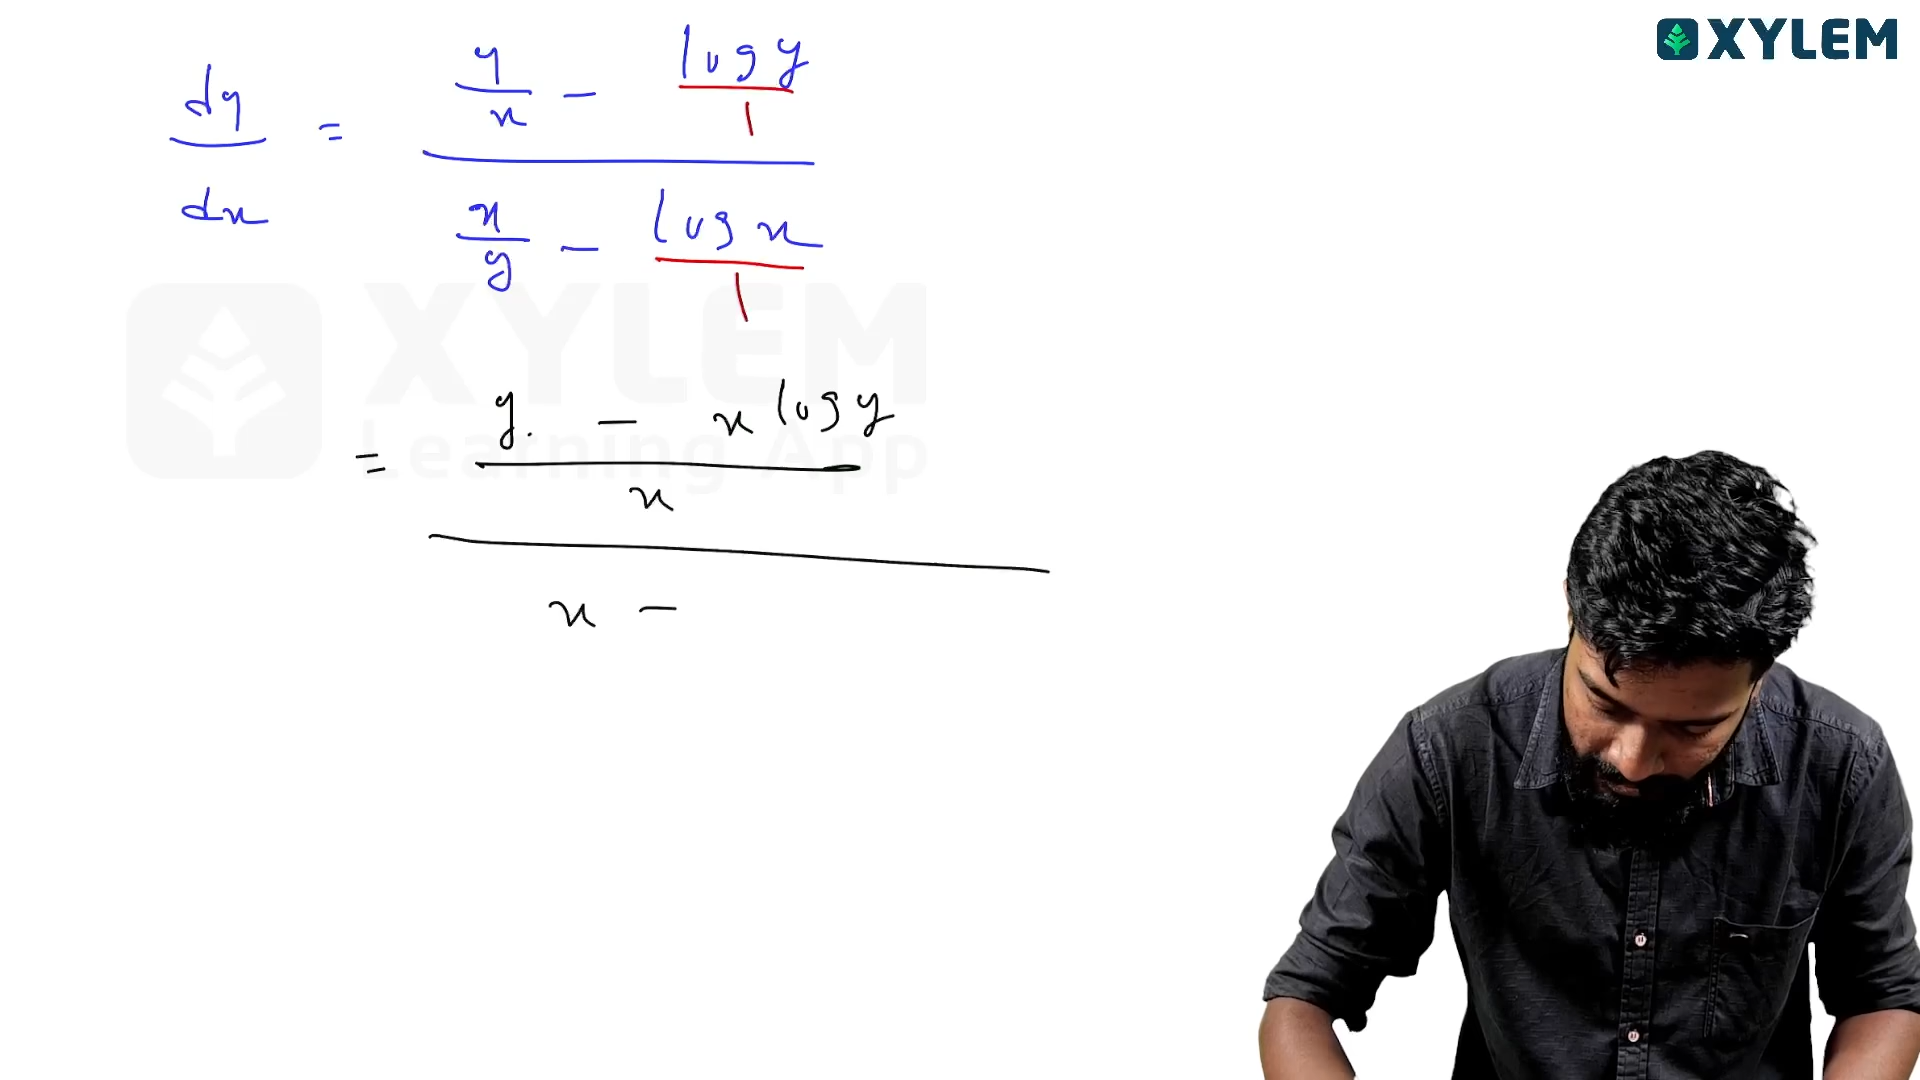 XYLEM
dy/dx = (y/x - log y/1) / (x/y - log x/1)
XYLEM
Learning App
= ((y. - x log y)/x) / (x -